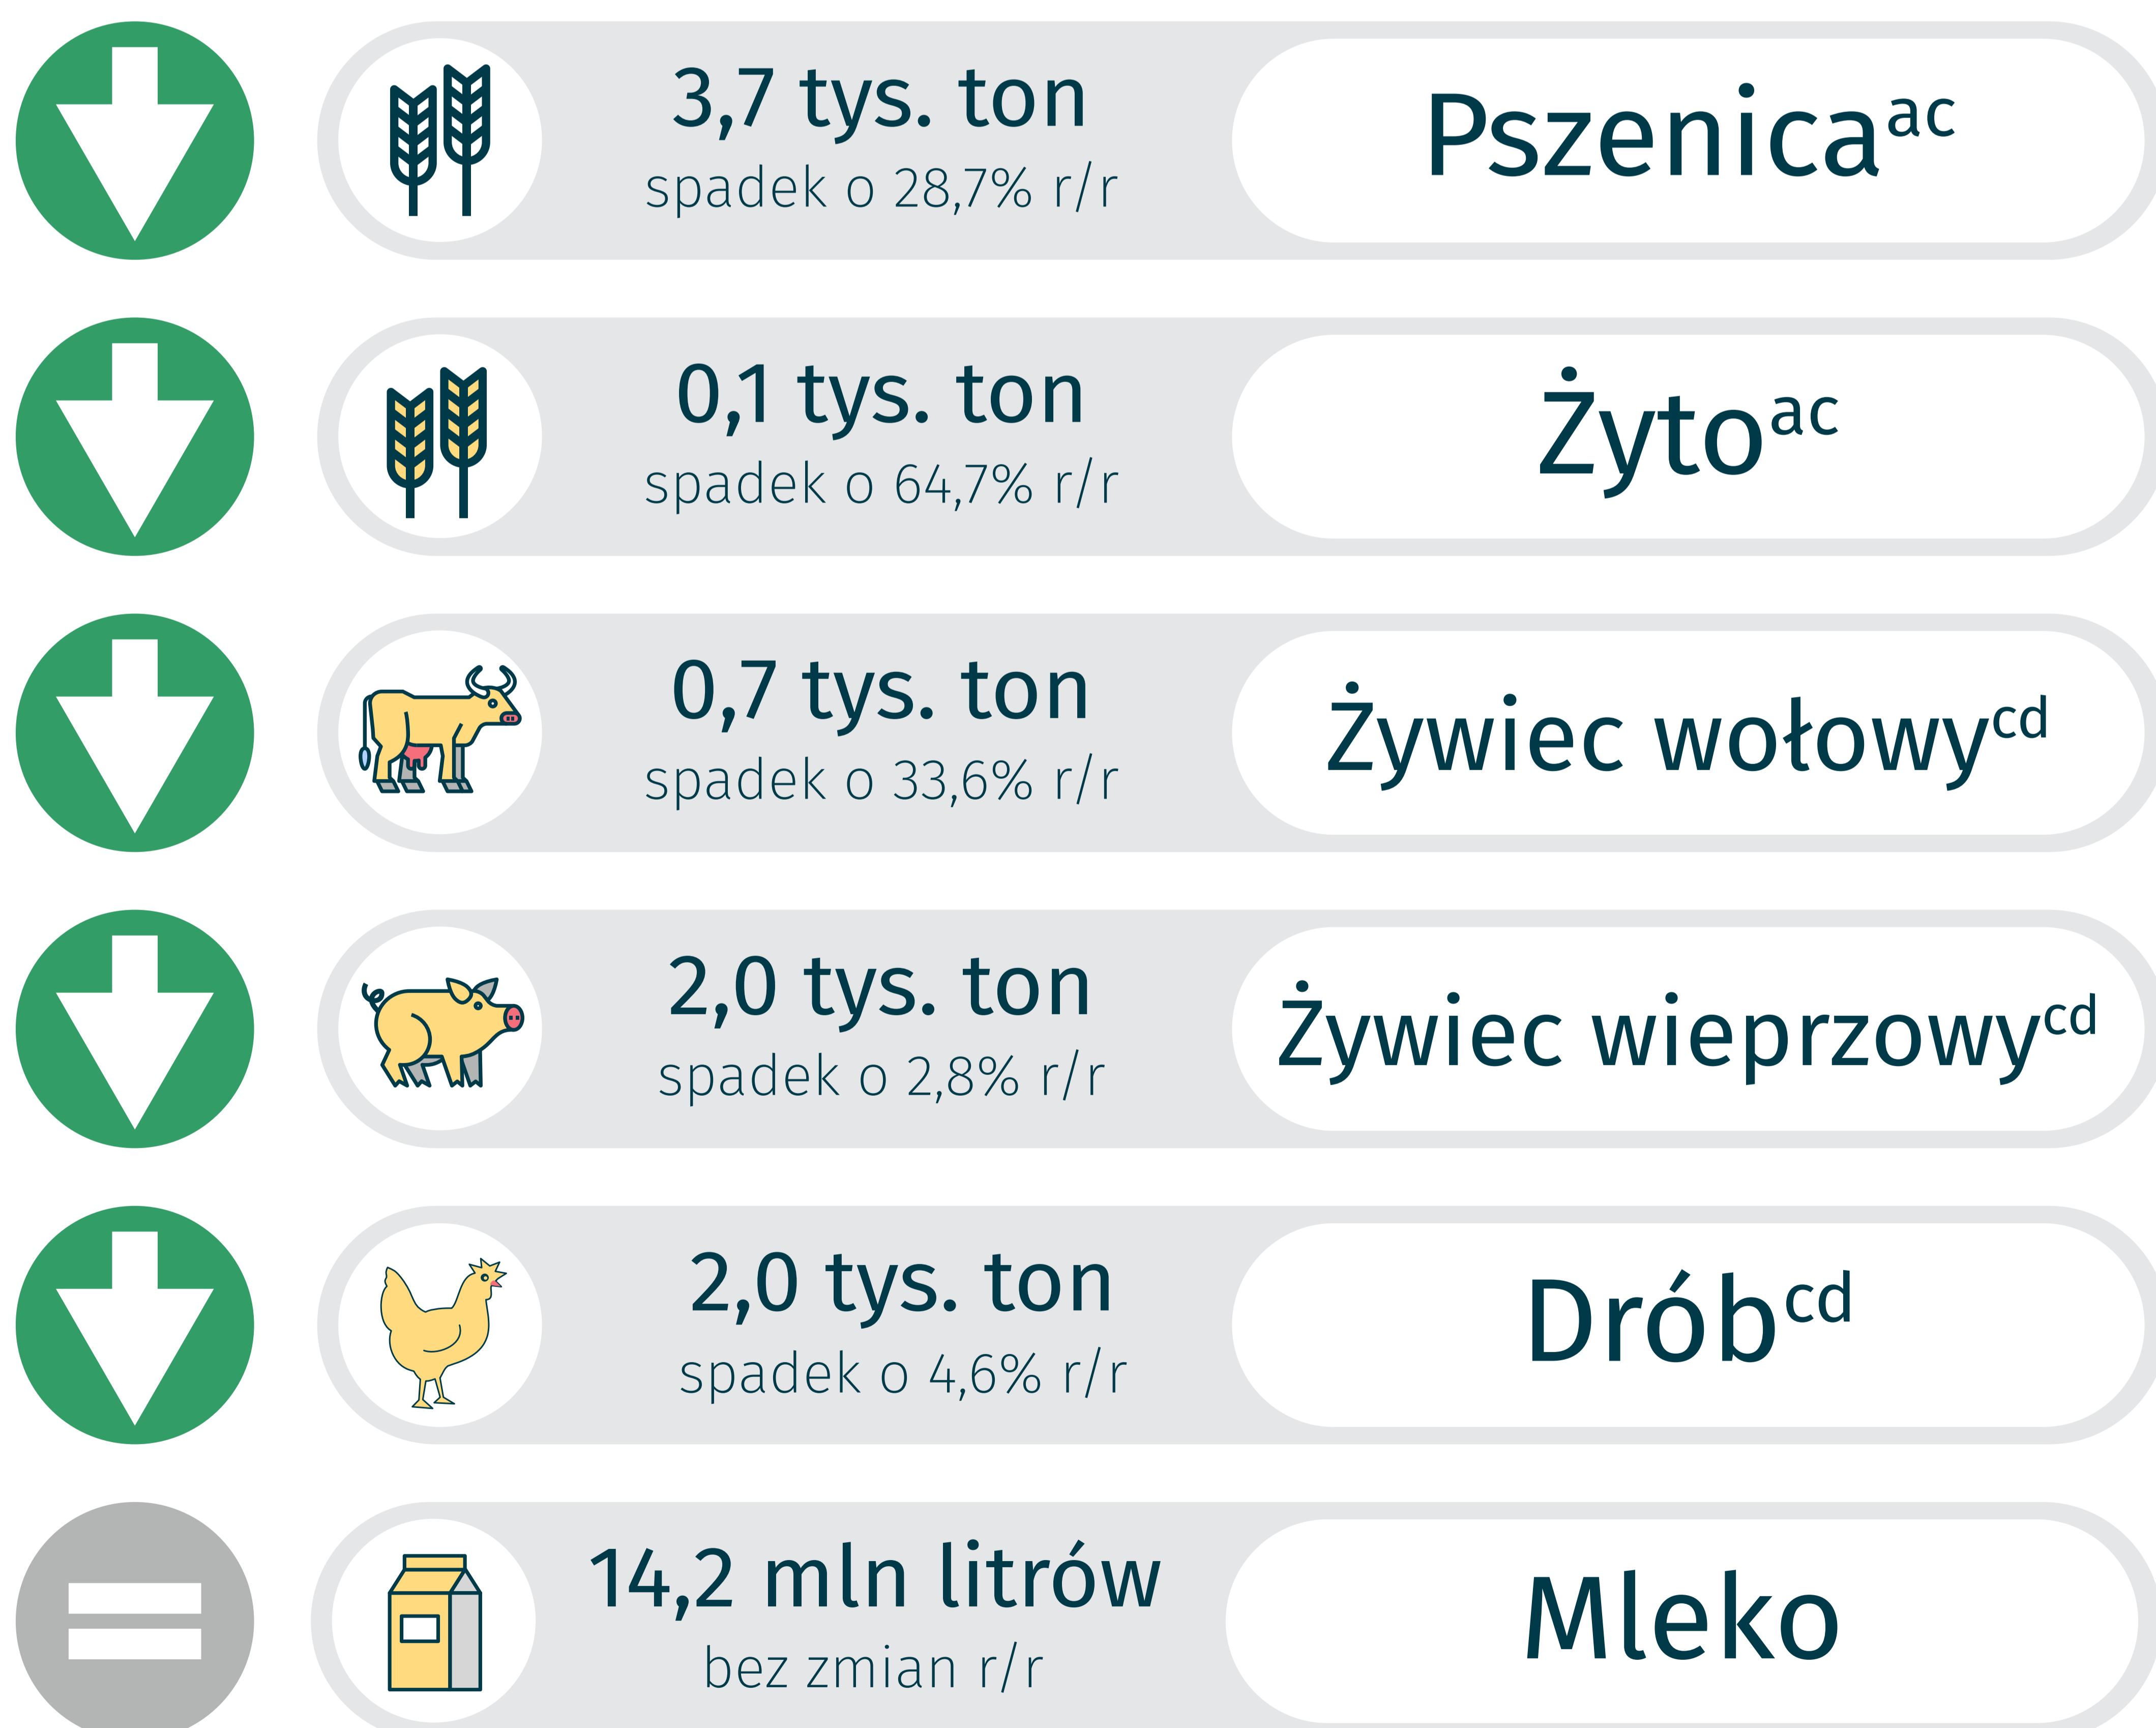 3,7 tys. ton
spadek o 28,7% r/r
Pszenicaᵃᶜ
0,1 tys. ton
spadek o 64,7% r/r
Żytoᵃᶜ
0,7 tys. ton
spadek o 33,6% r/r
Żywiec wołowyᶜᵈ
2,0 tys. ton
spadek o 2,8% r/r
Żywiec wieprzowyᶜᵈ
2,0 tys. ton
spadek o 4,6% r/r
Dróbᶜᵈ
14,2 mln litrów
bez zmian r/r
Mleko